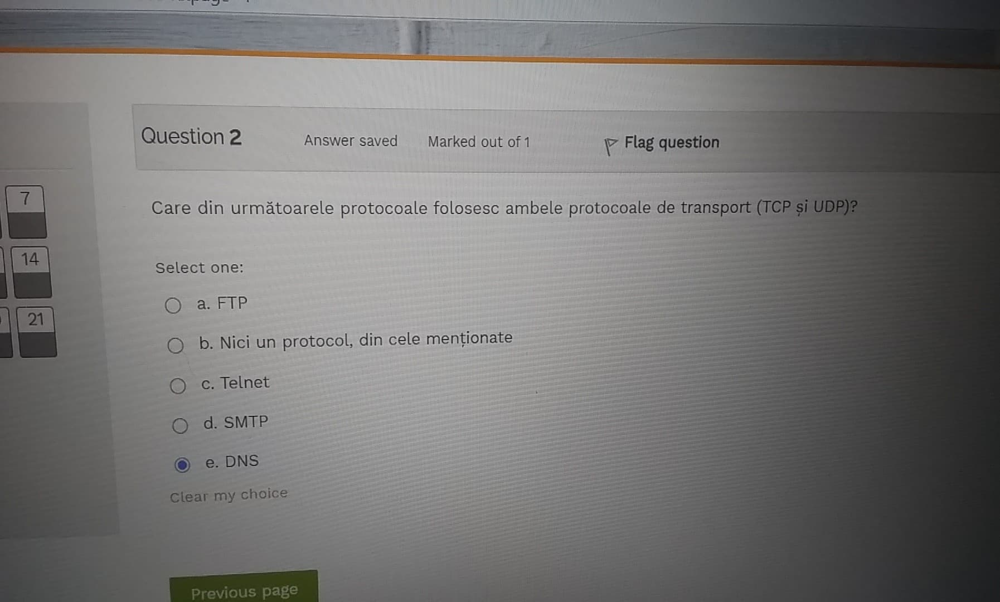 Question 2 Answer saved Marked out of 1 Flag question
7
Care din următoarele protocoale folosesc ambele protocoale de transport (TCP și UDP)?
14
Select one:
a. FTP
21
b. Nici un protocol, din cele menționate
c. Telnet
d. SMTP
e. DNS
Clear my choice
Previous page